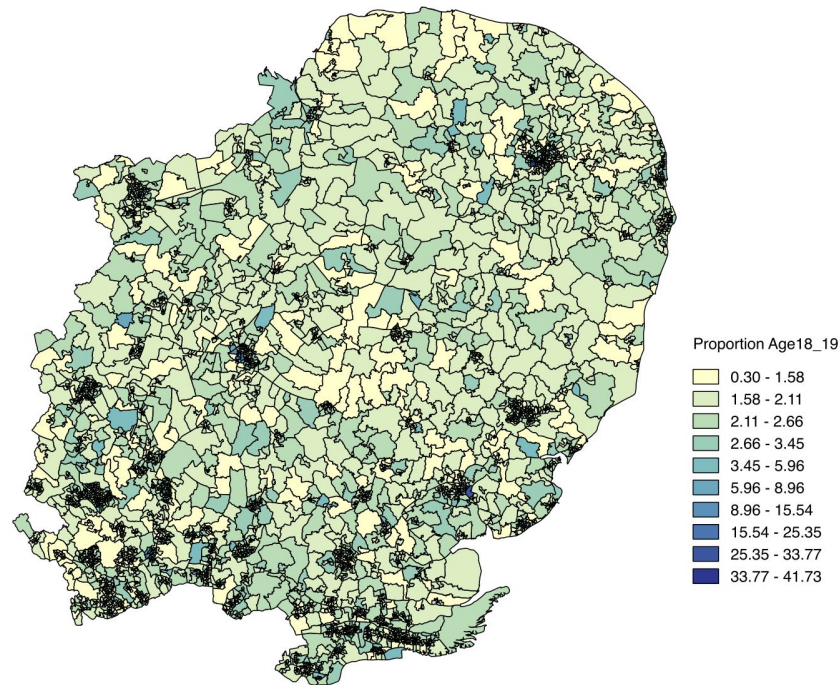 Proportion Age18_19
0.30 - 1.58
1.58 - 2.11
2.11 - 2.66
2.66 - 3.45
3.45 - 5.96
5.96 - 8.96
8.96 - 15.54
15.54 - 25.35
25.35 - 33.77
33.77 - 41.73